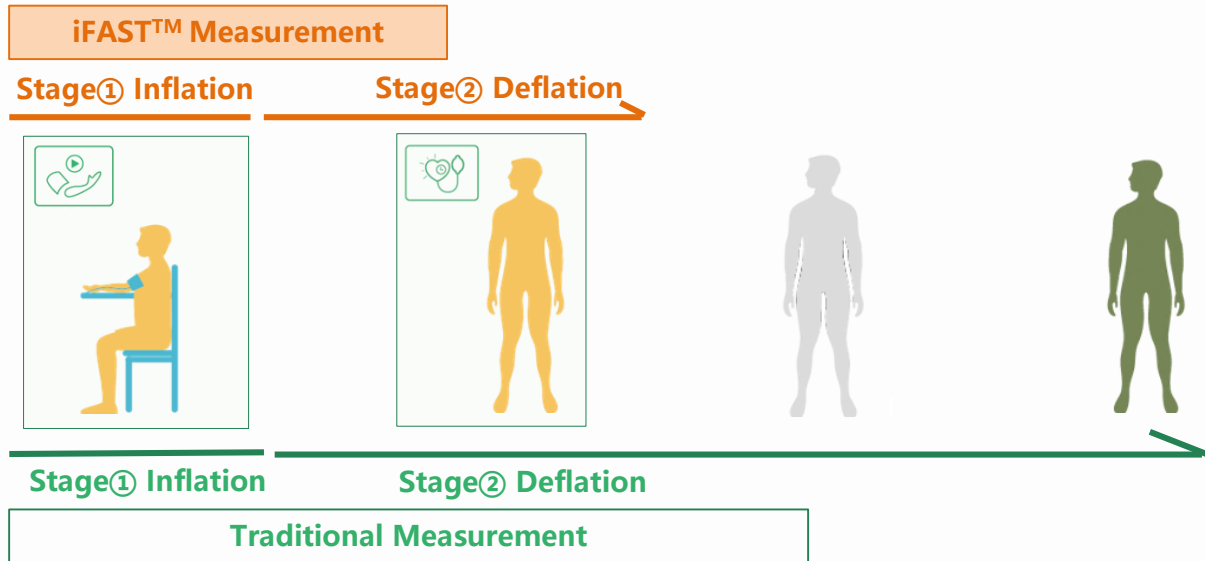 iFAST™ Measurement
Stage① Inflation
Stage② Deflation
Stage① Inflation
Stage② Deflation
Traditional Measurement